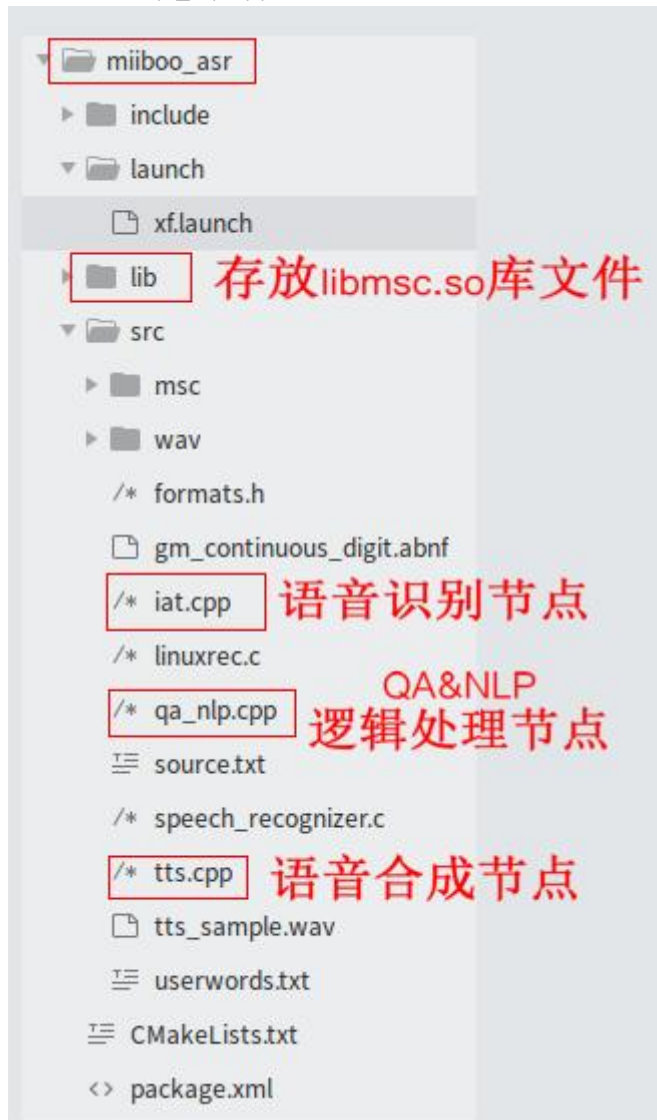 miiboo_asr
include
launch
xf.launch
lib 存放libmsc.so库文件
src
msc
wav
/* formats.h
gm_continuous_digit.abnf
/* iat.cpp 语音识别节点
/* linuxrec.c
QA&NLP
/* qa_nlp.cpp 逻辑处理节点
source.txt
/* speech_recognizer.c
/* tts.cpp 语音合成节点
tts_sample.wav
userwords.txt
CMakeLists.txt
<> package.xml